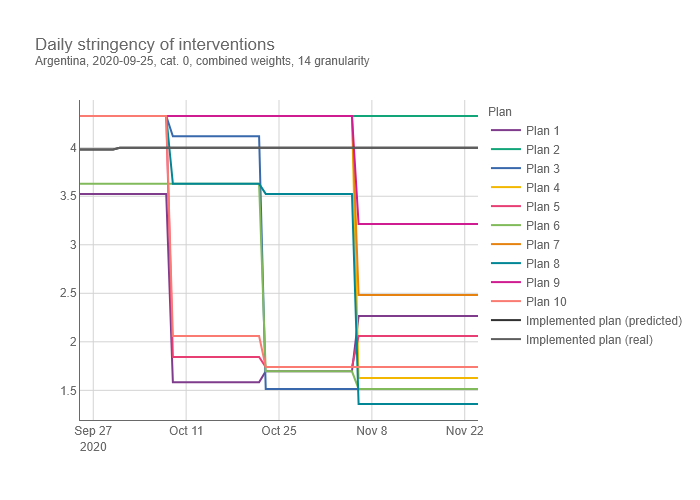 Daily stringency of interventions
Argentina, 2020-09-25, cat. 0, combined weights, 14 granularity
Plan
Plan 1
Plan 2
Plan 3
Plan 4
Plan 5
Plan 6
Plan 7
Plan 8
Plan 9
Plan 10
Implemented plan (predicted)
Implemented plan (real)
4
3.5
3
2.5
2
1.5
Sep 27 Oct 11 Oct 25 Nov 8 Nov 22
2020